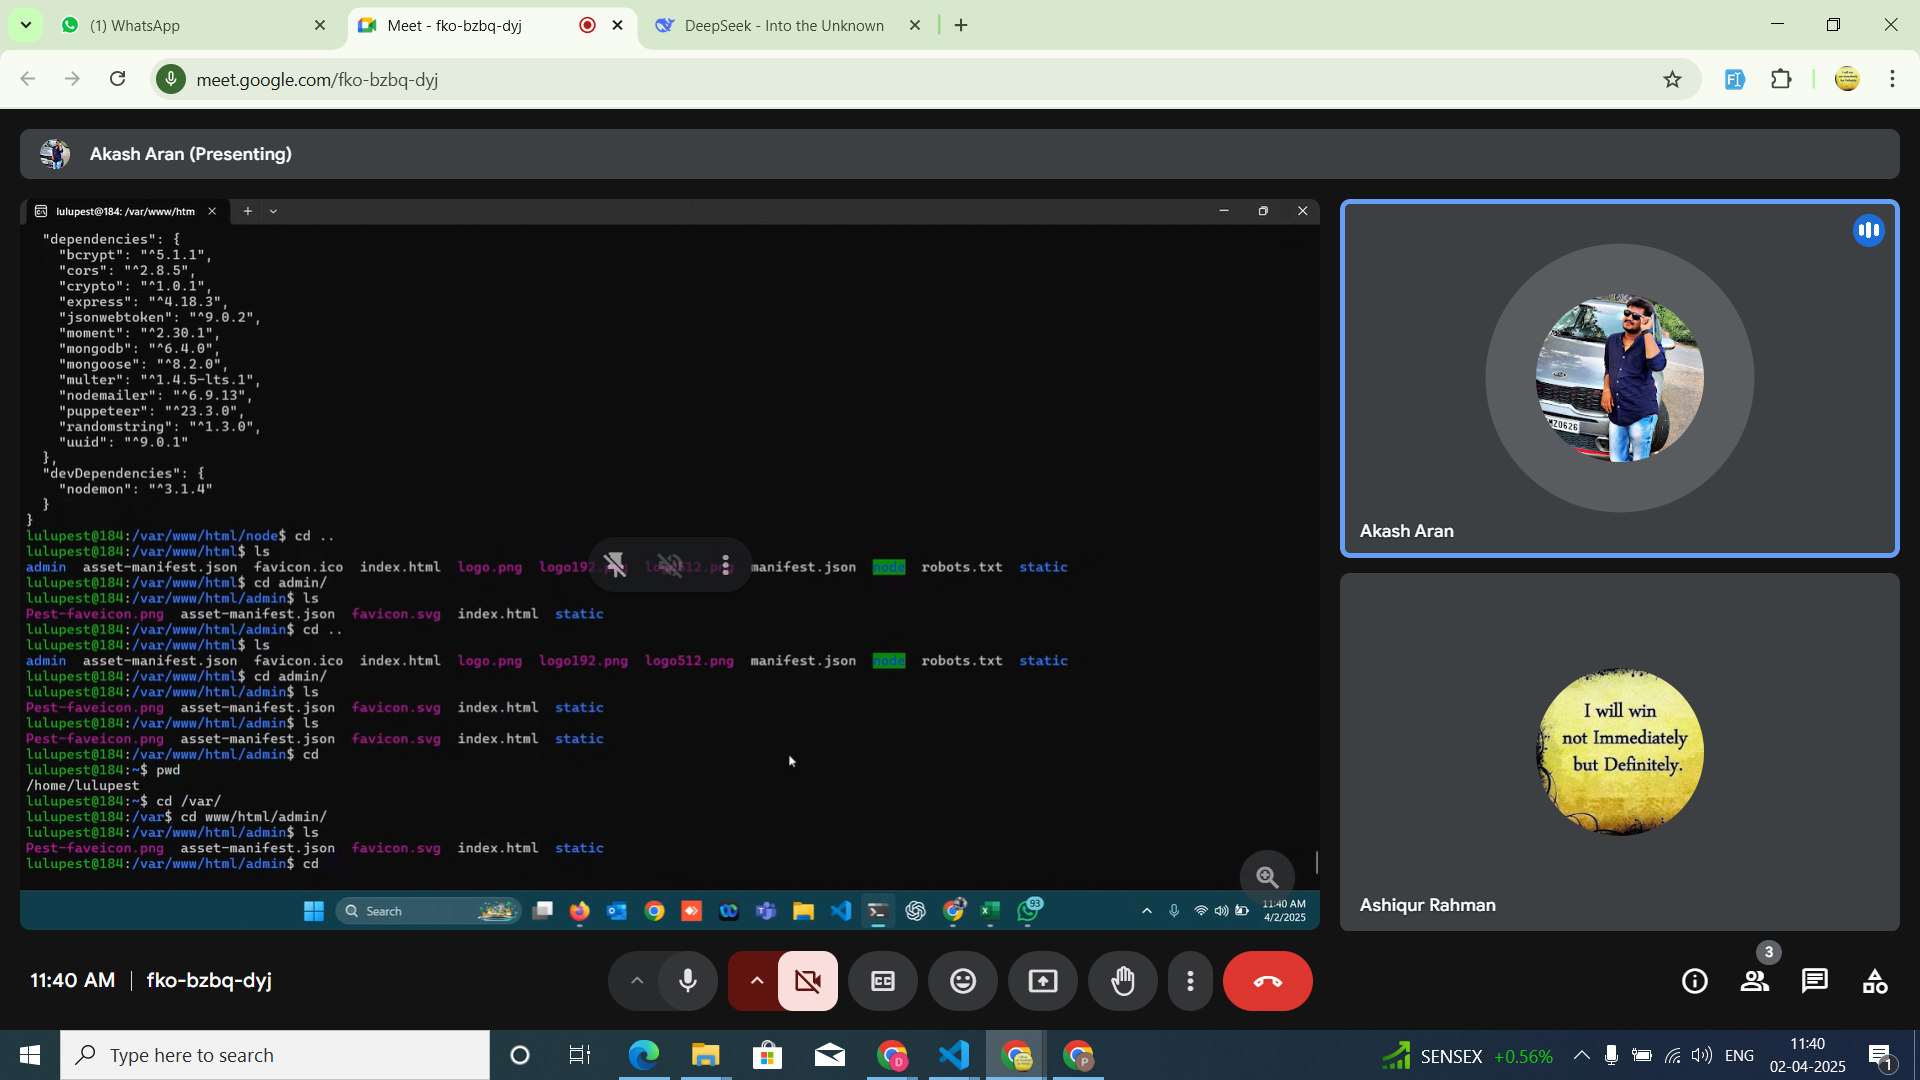 (1) WhatsApp
Meet - fko-bzbq-dyj
DeepSeek - Into the Unknown
meet.google.com/fko-bzbq-dyj
Akash Aran (Presenting)
lulupest@184: /var/www/htm
"dependencies": {
"bcrypt": "^5.1.1",
"cors": "^2.8.5",
"crypto": "^1.0.1",
"express": "^4.18.3",
"jsonwebtoken": "^9.0.2",
"moment": "^2.30.1",
"mongodb": "^6.4.0",
"mongoose": "^8.2.0",
"multer": "^1.4.5-lts.1",
"nodemailer": "^6.9.13",
"puppeteer": "^23.3.0",
"randomstring": "^1.3.0",
"uuid": "^9.0.1"
},
"devDependencies": {
"nodemon": "^3.1.4"
}
}
lulupest@184:/var/www/html/node$ cd ..
lulupest@184:/var/www/html$ ls
admin asset-manifest.json favicon.ico index.html logo.png logo192.png logo512.png manifest.json node robots.txt static
lulupest@184:/var/www/html$ cd admin/
lulupest@184:/var/www/html/admin$ ls
Pest-faveicon.png asset-manifest.json favicon.svg index.html static
lulupest@184:/var/www/html/admin$ cd ..
lulupest@184:/var/www/html$ ls
admin asset-manifest.json favicon.ico index.html logo.png logo192.png logo512.png manifest.json node robots.txt static
lulupest@184:/var/www/html$ cd admin/
lulupest@184:/var/www/html/admin$ ls
Pest-faveicon.png asset-manifest.json favicon.svg index.html static
lulupest@184:/var/www/html/admin$ ls
Pest-faveicon.png asset-manifest.json favicon.svg index.html static
lulupest@184:/var/www/html/admin$ cd
lulupest@184:~$ pwd
/home/lulupest
lulupest@184:~$ cd /var/
lulupest@184:/var$ cd www/html/admin/
lulupest@184:/var/www/html/admin$ ls
Pest-faveicon.png asset-manifest.json favicon.svg index.html static
lulupest@184:/var/www/html/admin$ cd
Search
93
11:40 AM
4/2/2025
Akash Aran
I will win
not Immediately
but Definitely.
Ashiqur Rahman
11:40 AM | fko-bzbq-dyj
3
Type here to search
SENSEX +0.56%
ENG
11:40
02-04-2025
1